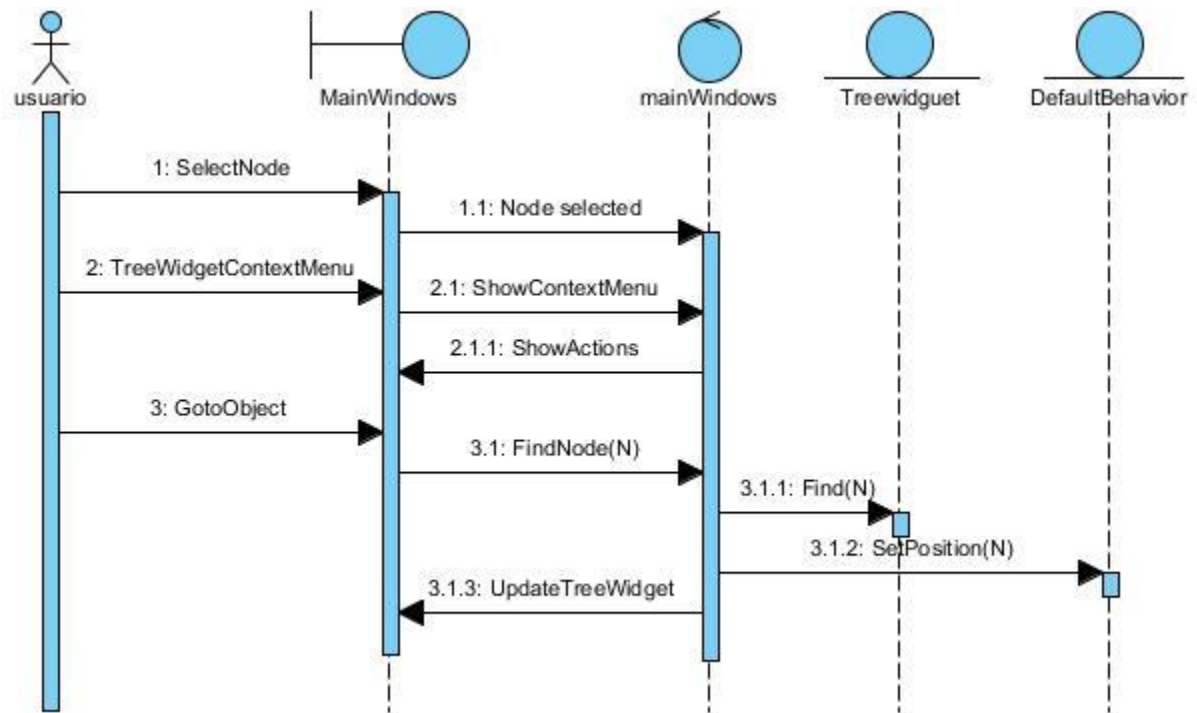 usuario
MainWindows
mainWindows
Treewidguet
DefaultBehavior
1: SelectNode
1.1: Node selected
2: TreeWidgetContextMenu
2.1: ShowContextMenu
2.1.1: ShowActions
3: GotoObject
3.1: FindNode(N)
3.1.1: Find(N)
3.1.2: SetPosition(N)
3.1.3: UpdateTreeWidget